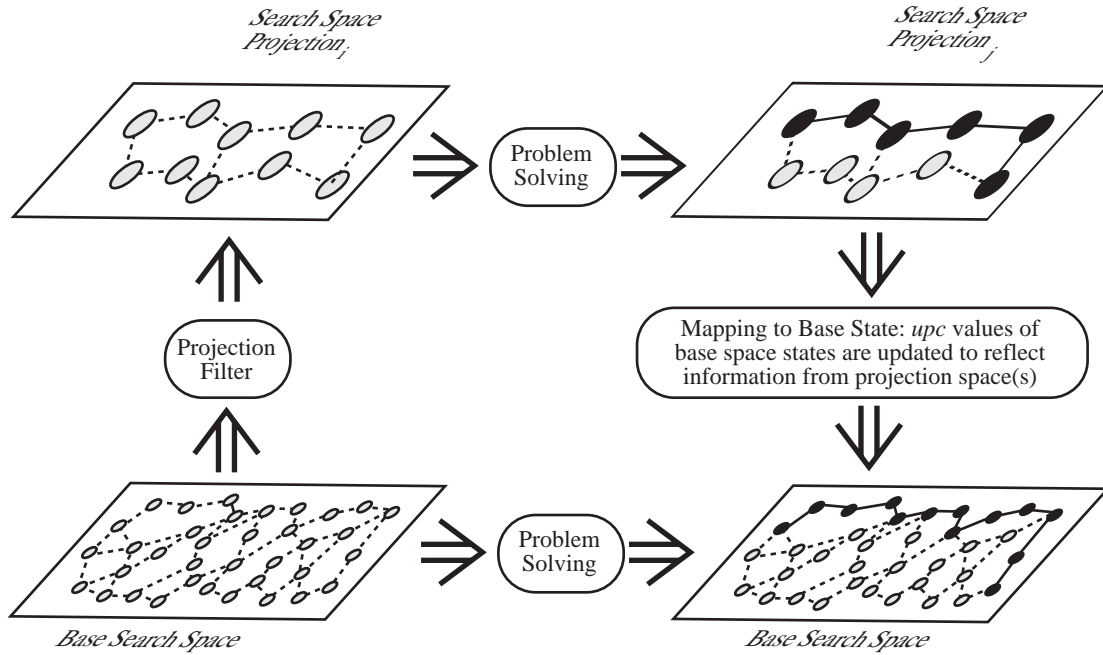 Search Space
Projection i
Search Space
Projection j
Problem
Solving
Projection
Filter
Mapping to Base State: upc values of
base space states are updated to reflect
information from projection space(s)
Problem
Solving
Base Search Space
Base Search Space